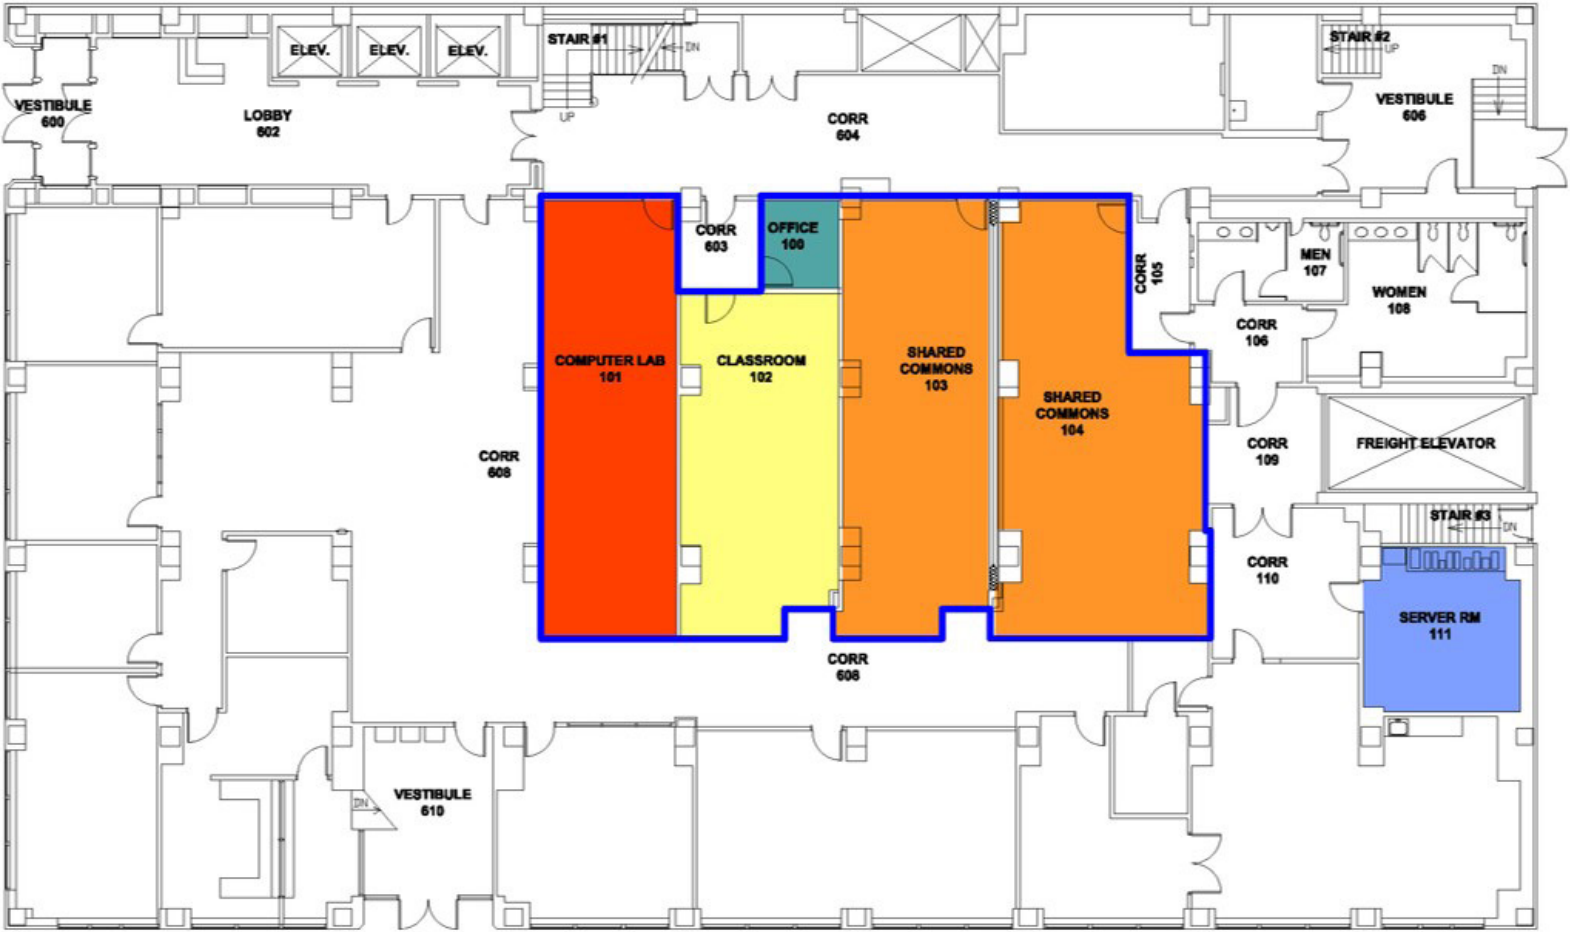 STAIR #1
STAIR #2
ELEV.
ELEV.
ELEV.
DN
UP
DN
VESTIBULE
600
LOBBY
602
UP
CORR
604
VESTIBULE
606
CORR
603
OFFICE
100
CORR
105
MEN
107
WOMEN
108
CORR
106
COMPUTER LAB
101
CLASSROOM
102
SHARED
COMMONS
103
SHARED
COMMONS
104
CORR
608
CORR
109
FREIGHT ELEVATOR
STAIR #3
DN
CORR
110
SERVER RM
111
CORR
608
VESTIBULE
610
DN